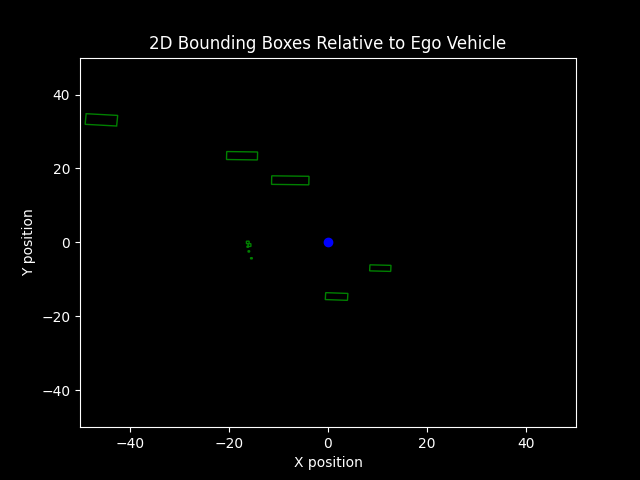 2D Bounding Boxes Relative to Ego Vehicle
40
20
0
−20
−40
Y position
−40 −20 0 20 40
X position